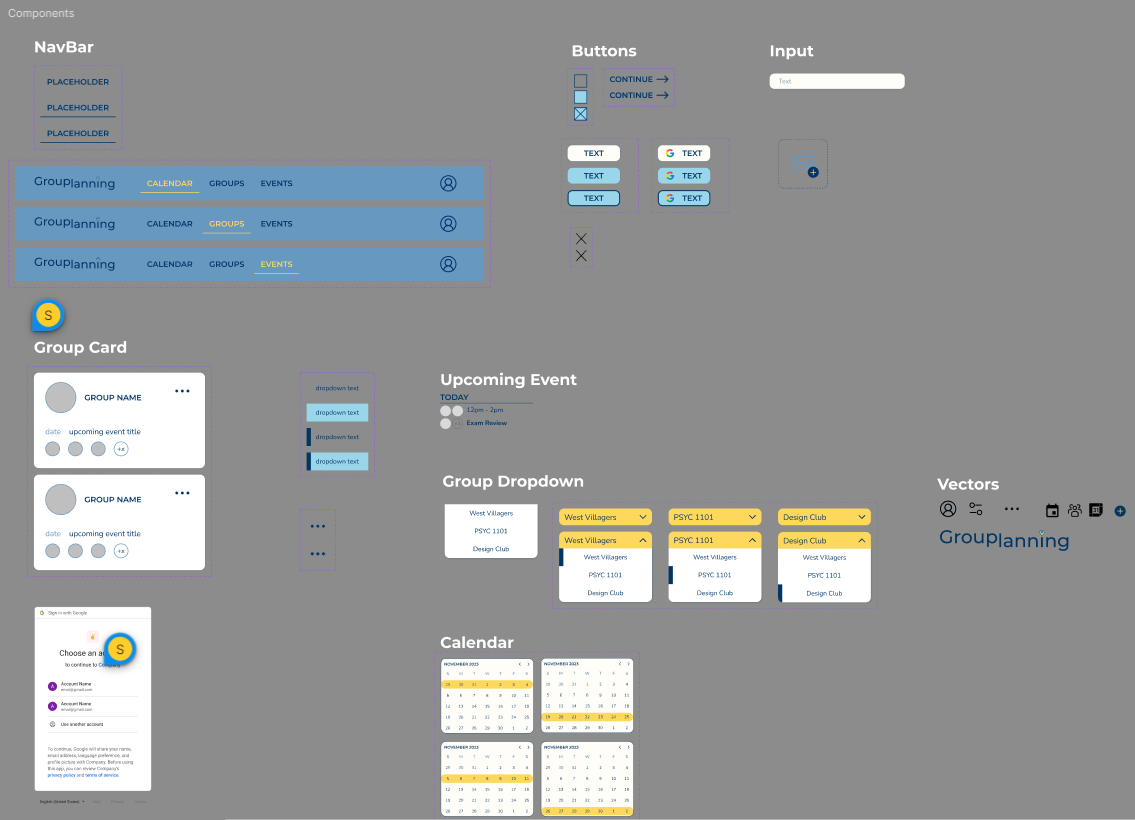 Components
NavBar
PLACEHOLDER
PLACEHOLDER
PLACEHOLDER
Grouplanning CALENDAR GROUPS EVENTS
Grouplanning CALENDAR GROUPS EVENTS
Grouplanning CALENDAR GROUPS EVENTS
Buttons
CONTINUE
CONTINUE
TEXT
TEXT
TEXT
TEXT
TEXT
TEXT
Input
Text
S
Group Card
GROUP NAME
date upcoming event title
+x
GROUP NAME
date upcoming event title
+x
dropdown text
dropdown text
dropdown text
dropdown text
Upcoming Event
TODAY
12pm - 2pm
Exam Review
Group Dropdown
West Villagers
PSYC 1101
Design Club
West Villagers
West Villagers
West Villagers
PSYC 1101
Design Club
PSYC 1101
PSYC 1101
West Villagers
PSYC 1101
Design Club
Design Club
Design Club
West Villagers
PSYC 1101
Design Club
Vectors
Grouplanning
Sign in with Google
Choose an
S
to continue to
A
Account Name
email@gmail.com
A
Account Name
email@gmail.com
Use another account
To continue, Google will share your name,
email address, language preference, and
profile picture with Company. Before using
this app, you can review Company's
privacy policy and terms of service.
English (United States)
Calendar
NOVEMBER 2023
S M T W T F S
29 30 31 1 2 3 4
5 6 7 8 9 10 11
12 13 14 15 16 17 18
19 20 21 22 23 24 25
26 27 28 29 30 1 2
NOVEMBER 2023
S M T W T F S
29 30 31 1 2 3 4
5 6 7 8 9 10 11
12 13 14 15 16 17 18
19 20 21 22 23 24 25
26 27 28 29 30 1 2
NOVEMBER 2023
S M T W T F S
29 30 31 1 2 3 4
5 6 7 8 9 10 11
12 13 14 15 16 17 18
19 20 21 22 23 24 25
26 27 28 29 30 1 2
NOVEMBER 2023
S M T W T F S
29 30 31 1 2 3 4
5 6 7 8 9 10 11
12 13 14 15 16 17 18
19 20 21 22 23 24 25
26 27 28 29 30 1 2